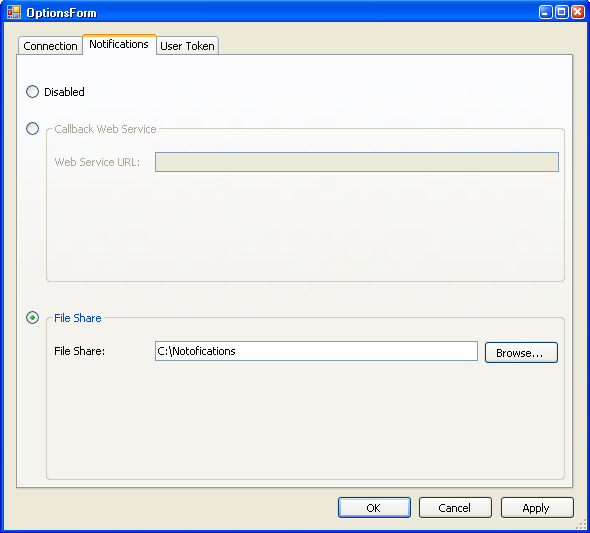 OptionsForm
Connection Notifications User Token
Disabled
Callback Web Service
Web Service URL:
File Share
File Share: C:\Notofications Browse...
OK Cancel Apply